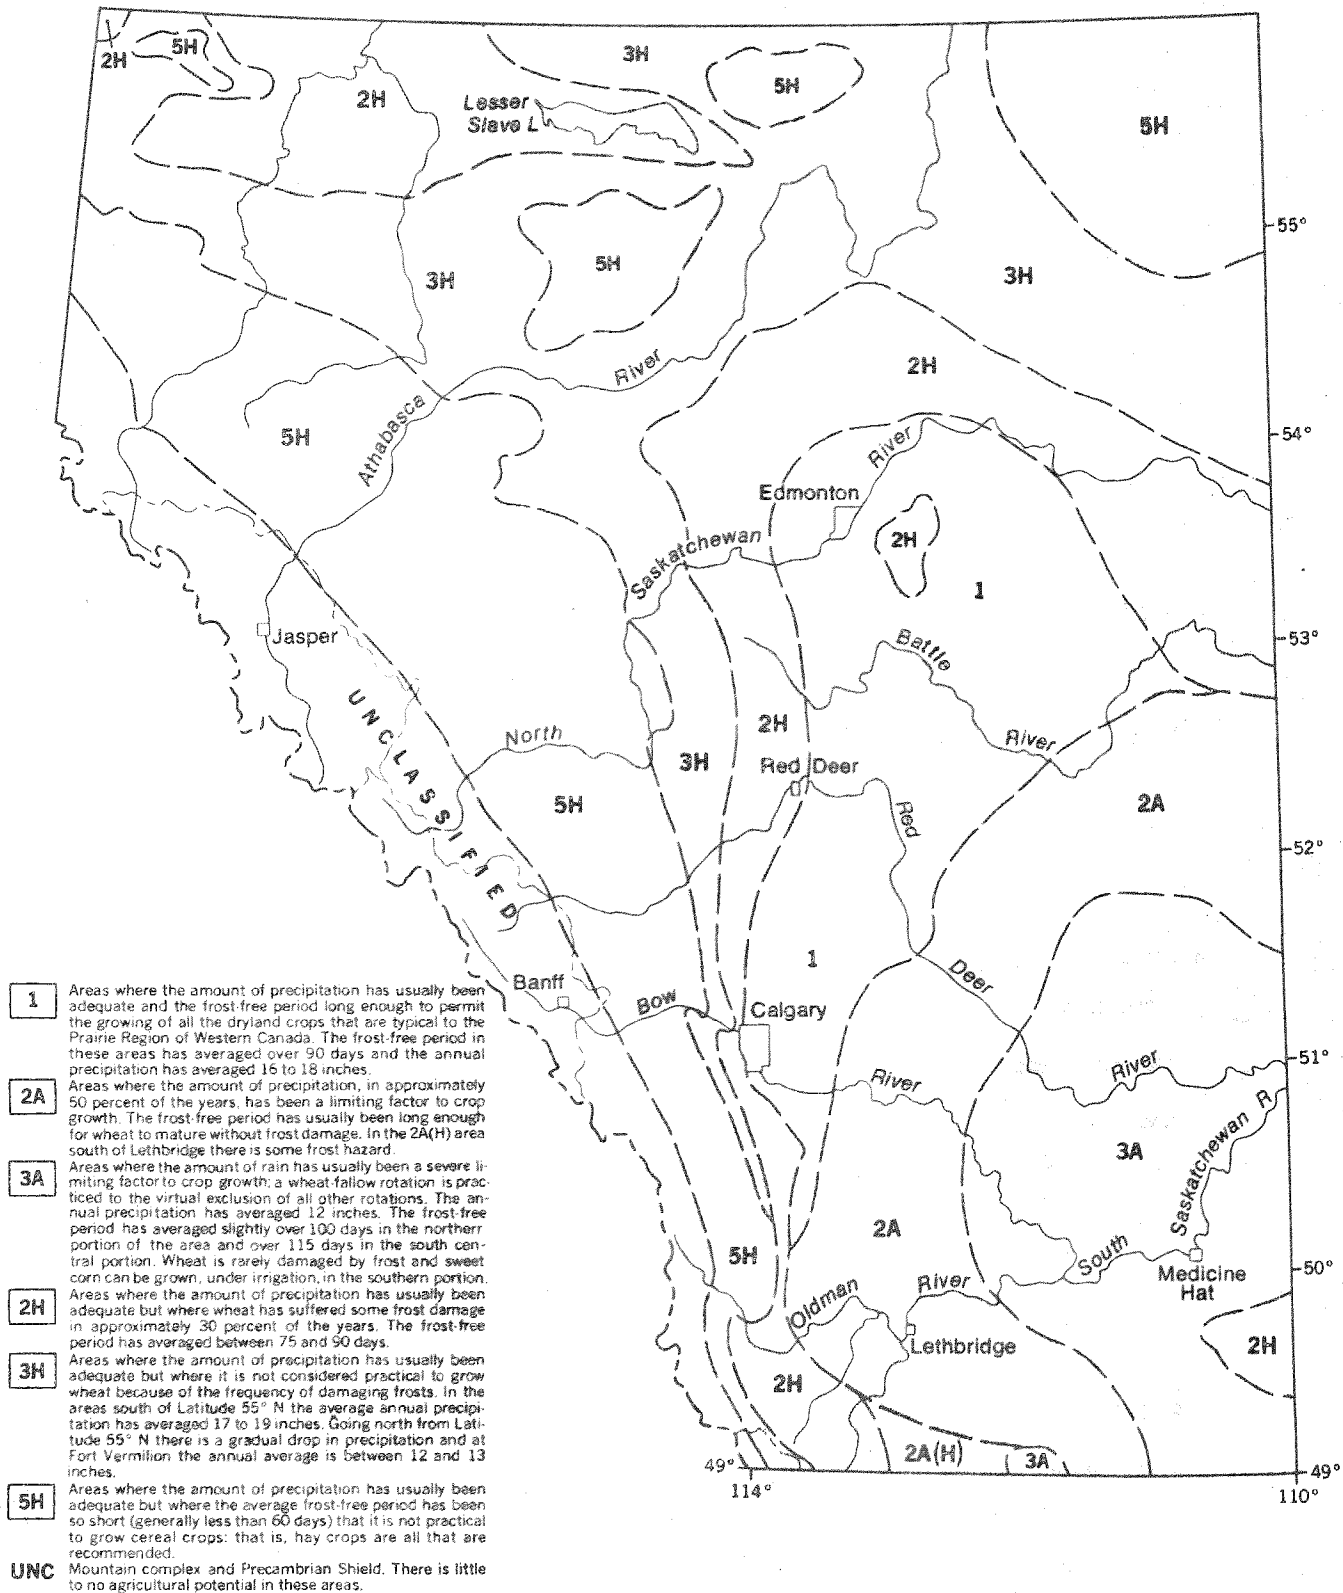 5H
2H
3H
5H
2H
Lesser
Slave L
5H
55°
5H
3H
3H
River
2H
Athabasca
5H
54°
River
Edmonton
2H
Saskatchewan
1
Jasper
Battle
53°
UNCLASSIFIED
2H
North
River
3H
Red Deer
5H
Red
2A
52°
1
Deer
Banff
Bow
Calgary
River
51°
River
Saskatchewan R
3A
2A
5H
South
50°
Oldman
River
Medicine
Hat
Lethbridge
2H
2H
2A(H)
3A
49°
49°
114°
110°
1
Areas where the amount of precipitation has usually been
adequate and the frost-free period long enough to permit
the growing of all the dryland crops that are typical to the
Prairie Region of Western Canada. The frost-free period in
these areas has averaged over 90 days and the annual
precipitation has averaged 16 to 18 inches.
2A
Areas where the amount of precipitation, in approximately
50 percent of the years, has been a limiting factor to crop
growth. The frost-free period has usually been long enough
for wheat to mature without frost damage. In the 2A(H) area
south of Lethbridge there is some frost hazard.
3A
Areas where the amount of rain has usually been a severe li-
miting factor to crop growth; a wheat-fallow rotation is prac-
ticed to the virtual exclusion of all other rotations. The an-
nual precipitation has averaged 12 inches. The frost-free
period has averaged slightly over 100 days in the northern
portion of the area and over 115 days in the south cen-
tral portion. Wheat is rarely damaged by frost and sweet
corn can be grown, under irrigation, in the southern portion.
2H
Areas where the amount of precipitation has usually been
adequate but where wheat has suffered some frost damage
in approximately 30 percent of the years. The frost-free
period has averaged between 75 and 90 days.
3H
Areas where the amount of precipitation has usually been
adequate but where it is not considered practical to grow
wheat because of the frequency of damaging frosts. In the
areas south of Latitude 55° N the average annual precipi-
tation has averaged 17 to 19 inches. Going north from Lati-
tude 55° N there is a gradual drop in precipitation and at
Fort Vermilion the annual average is between 12 and 13
inches.
5H
Areas where the amount of precipitation has usually been
adequate but where the average frost-free period has been
so short (generally less than 60 days) that it is not practical
to grow cereal crops: that is, hay crops are all that are
recommended.
UNC
Mountain complex and Precambrian Shield. There is little
to no agricultural potential in these areas.